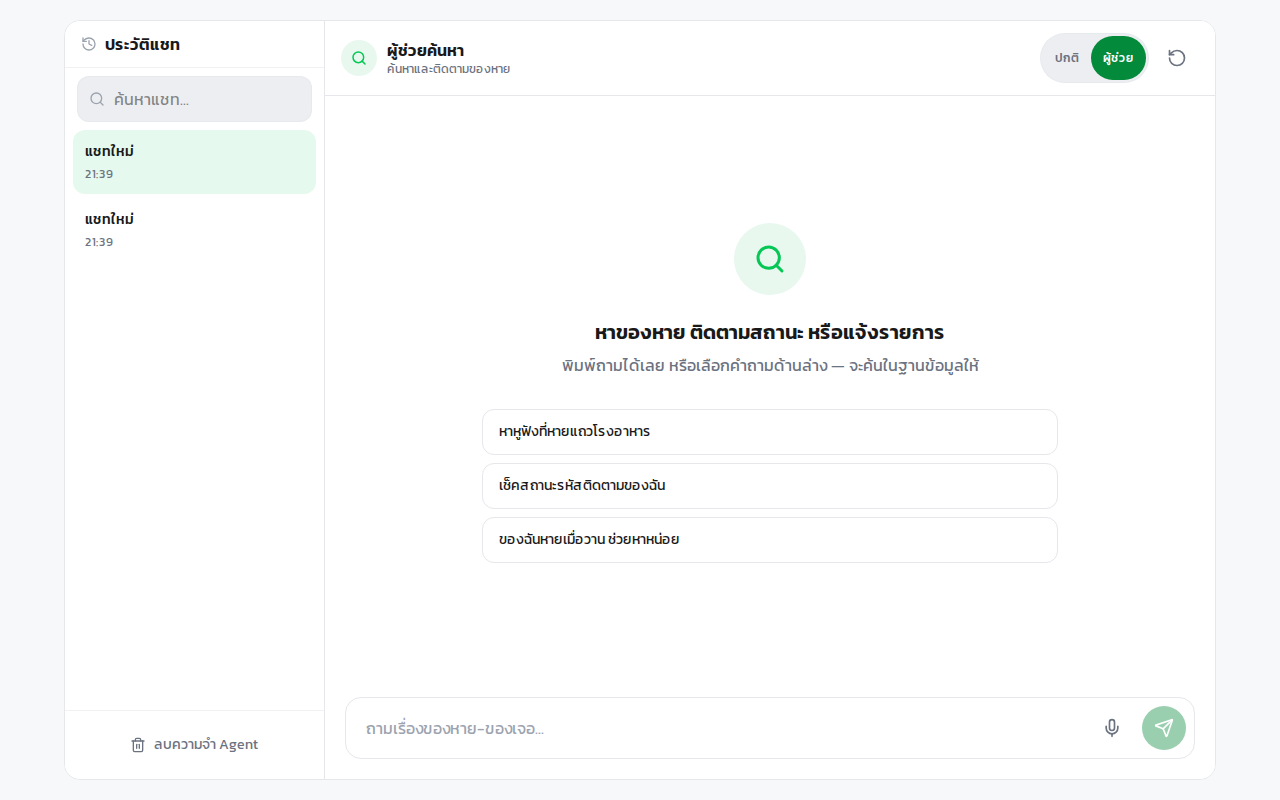 ประวัติแชท
ค้นหาแชท...
แชทใหม่
21:39
แชทใหม่
21:39
ลบความจำ Agent
ผู้ช่วยค้นหา
ค้นหาและติดตามของหาย
ปกติ
ผู้ช่วย
หาของหาย ติดตามสถานะ หรือแจ้งรายการ
พิมพ์ถามได้เลย หรือเลือกคำถามด้านล่าง — จะค้นในฐานข้อมูลให้
หาหูฟังที่หายแถวโรงอาหาร
เช็คสถานะรหัสติดตามของฉัน
ของฉันหายเมื่อวาน ช่วยหาหน่อย
ถามเรื่องของหาย-ของเจอ...